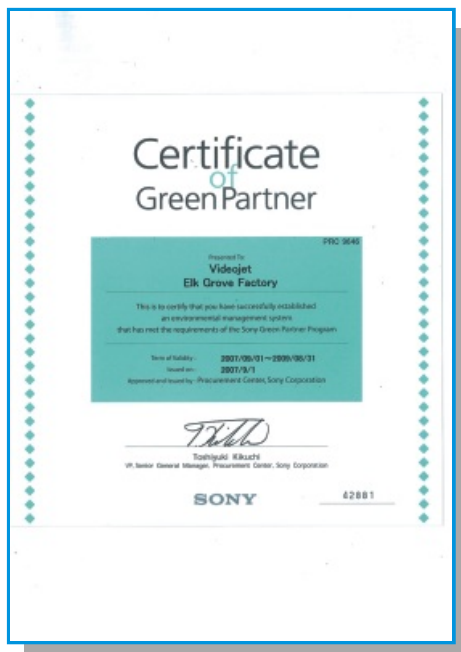 Certificate
of
Green Partner
PRC 9646
Presented To
Videojet
Elk Grove Factory
This is to certify that you have successfully established
an environmental management system
that has met the requirements of the Sony Green Partner Program
Term of Validity : 2007/09/01~2009/08/31
Issued on : 2007/9/1
Approved and Issued by : Procurement Center, Sony Corporation
Toshiyuki Kikuchi
VP, Senior General Manager, Procurement Center, Sony Corporation
SONY
42881